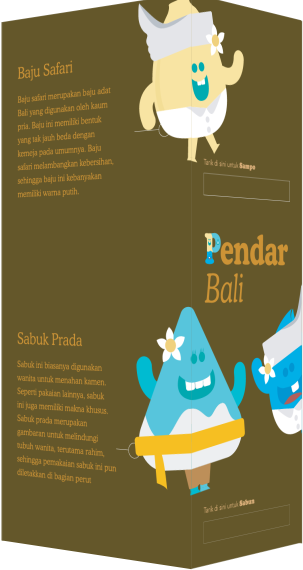 Baju Safari
Baju safari merupakan baju adat
Bali yang digunakan oleh kaum
pria. Baju ini memiliki bentuk
yang tak jauh beda dengan
kemeja pada umumnya. Baju
safari melambangkan kebersihan,
sehingga baju ini kebanyakan
memiliki warna putih.
Tarik di sini untuk Sampo
Pendar
Bali
Sabuk Prada
Sabuk ini biasanya digunakan
wanita untuk menahan kamen.
Seperti pakaian lainnya, sabuk
ini juga memiliki makna khusus.
Sabuk prada merupakan
gambaran untuk melindungi
tubuh wanita, terutama rahim,
sehingga pemakaian sabuk ini pun
diletakkan di bagian perut
Tarik di sini untuk Sabun